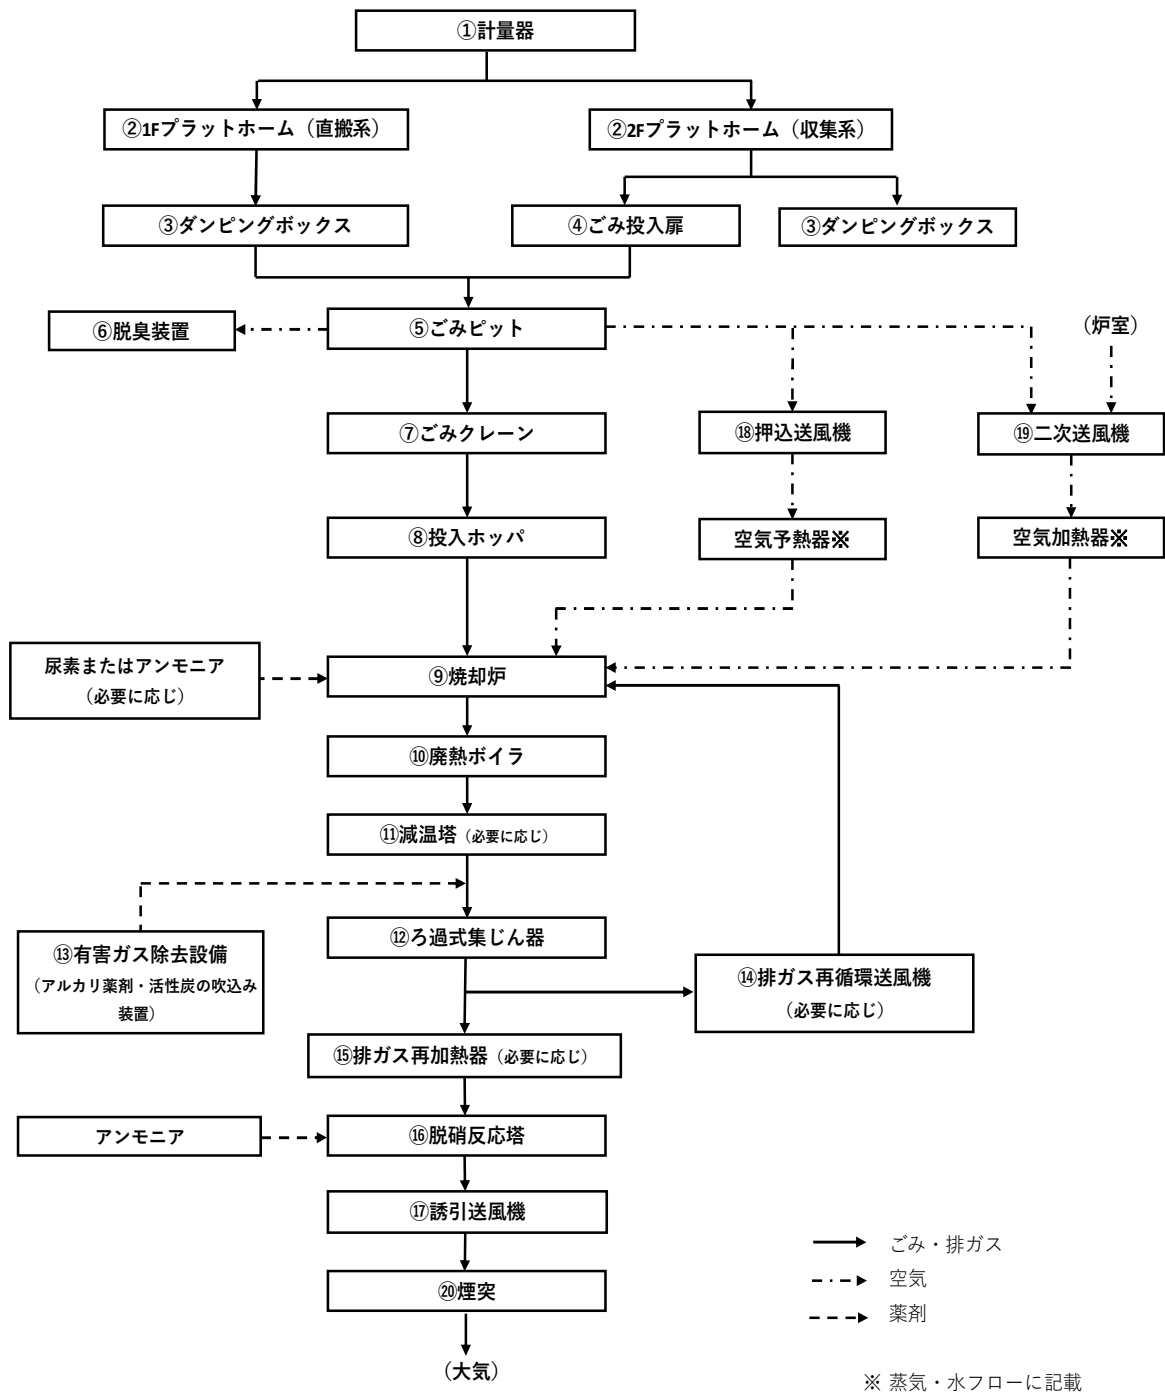 ①計量器
②1Fプラットホーム（直搬系）
②2Fプラットホーム（収集系）
③ダンピングボックス
④ごみ投入扉
③ダンピングボックス
⑥脱臭装置
⑤ごみピット
（炉室）
⑦ごみクレーン
⑱押込送風機
⑲二次送風機
⑧投入ホッパ
空気予熱器※
空気加熱器※
尿素またはアンモニア
（必要に応じ）
⑨焼却炉
⑩廃熱ボイラ
⑪減温塔（必要に応じ）
⑫ろ過式集じん器
⑬有害ガス除去設備
（アルカリ薬剤・活性炭の吹込み
装置）
⑭排ガス再循環送風機
（必要に応じ）
⑮排ガス再加熱器（必要に応じ）
アンモニア
⑯脱硝反応塔
⑰誘引送風機
⑳煙突
（大気）
ごみ・排ガス
空気
薬剤
※ 蒸気・水フローに記載